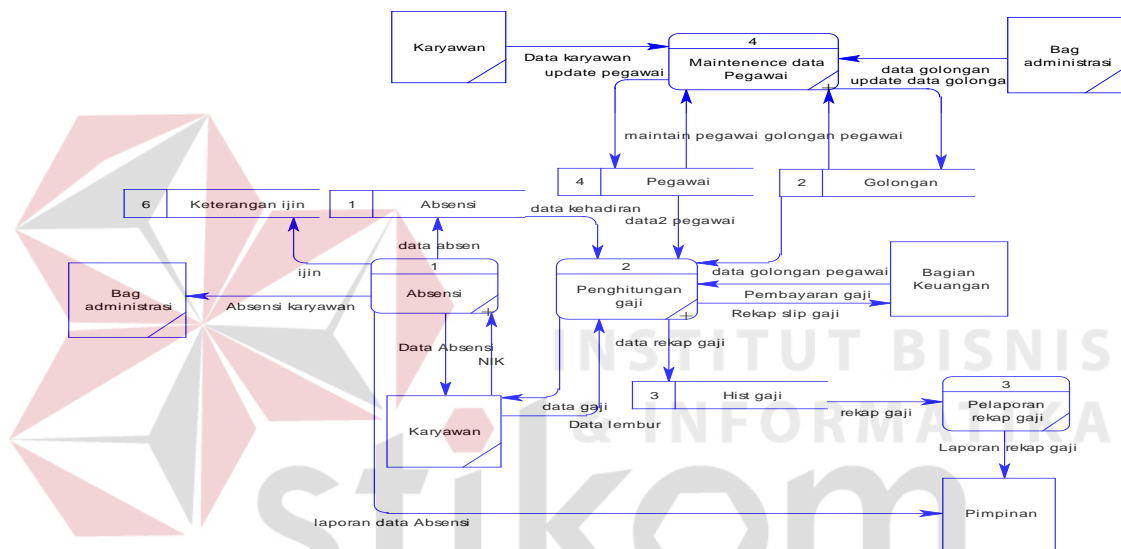 Karyawan
4
Maintenence data
Pegawai
Bag
administrasi
Data karyawan
update pegawai
data golongan
update data golonga
maintain pegawai
golongan pegawai
4
Pegawai
2
Golongan
6
Keterangan ijin
1
Absensi
data kehadiran
data2 pegawai
data absen
ijin
1
Absensi
2
Penghitungan
gaji
data golongan pegawai
Bagian
Keuangan
Bag
administrasi
Absensi karyawan
Pembayaran gaji
Rekap slip gaji
Data Absensi
NIK
data rekap gaji
INSTITUT BISNIS
& INFORMATIKA
stikom
3
Hist gaji
3
Pelaporan
rekap gaji
rekap gaji
Karyawan
data gaji
Data lembur
Laporan rekap gaji
laporan data Absensi
Pimpinan